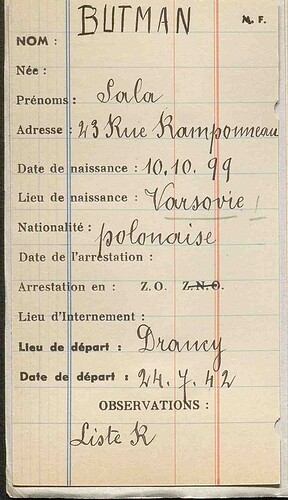 BUTMAN M. F.
NOM :
Née :
Prénoms : Sala
Adresse : 23 Rue Ramponneau
Date de naissance : 10.10.99
Lieu de naissance : Varsovie
Nationalité : polonaise
Date de l'arrestation :
Arrestation en : Z.O. Z.N.O.
Lieu d'Internement :
Lieu de départ : Drancy
Date de départ : 24.7.42
OBSERVATIONS :
Liste R